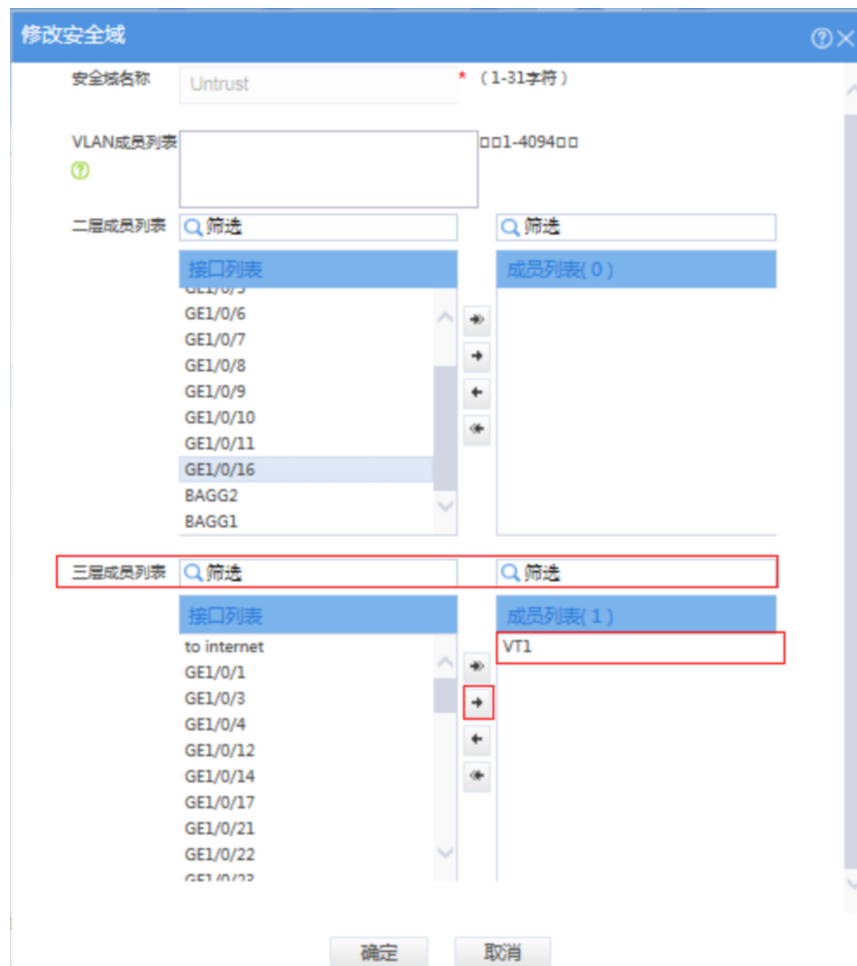 修改安全域
安全域名称 Untrust * （1-31字符）
VLAN成员列表 □□1-4094□□
二层成员列表 筛选 筛选
接口列表 成员列表(0)
GE1/0/5
GE1/0/6
GE1/0/7
GE1/0/8
GE1/0/9
GE1/0/10
GE1/0/11
GE1/0/16
BAGG2
BAGG1
三层成员列表 筛选 筛选
接口列表 成员列表(1)
to internet VT1
GE1/0/1
GE1/0/3
GE1/0/4
GE1/0/12
GE1/0/14
GE1/0/17
GE1/0/21
GE1/0/22
GE1/0/23
确定 取消